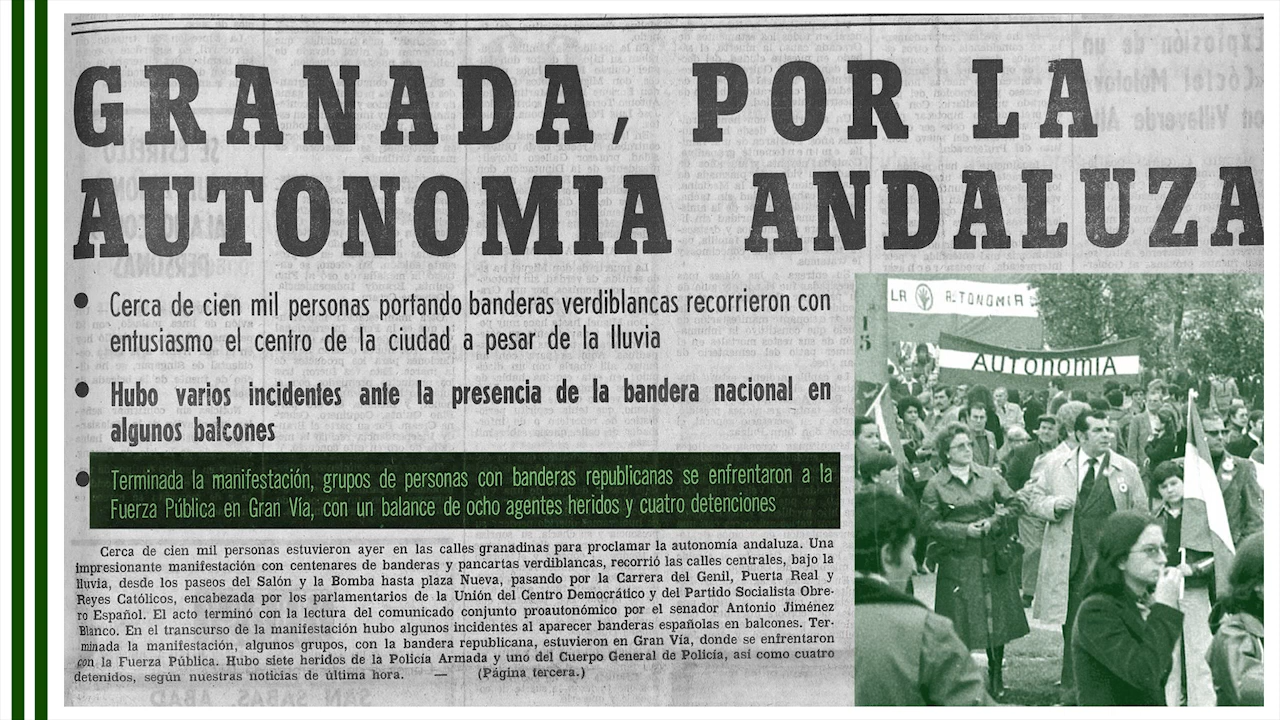 GRANADA, POR LA
AUTONOMIA ANDALUZA
• Cerca de cien mil personas portando banderas verdiblancas recorrieron con
entusiasmo el centro de la ciudad a pesar de la lluvia
• Hubo varios incidentes ante la presencia de la bandera nacional en
algunos balcones
• Terminada la manifestación, grupos de personas con banderas republicanas se enfrentaron a la
Fuerza Pública en Gran Vía, con un balance de ocho agentes heridos y cuatro detenciones
Cerca de cien mil personas estuvieron ayer en las calles granadinas para proclamar la autonomía andaluza. Una
impresionante manifestación con centenares de banderas y pancartas verdiblancas, recorrió las calles centrales, bajo la
lluvia, desde los paseos del Salón y la Bomba hasta plaza Nueva, pasando por la Carrera del Genil, Puerta Real y
Reyes Católicos, encabezada por los parlamentarios de la Unión del Centro Democrático y del Partido Socialista Obre-
ro Español. El acto terminó con la lectura del comunicado conjunto proautonómico por el senador Antonio Jiménez
Blanco. En el transcurso de la manifestación hubo algunos incidentes al aparecer banderas españolas en balcones. Ter-
minada la manifestación, algunos grupos, con la bandera republicana, estuvieron en Gran Vía, donde se enfrentaron
con la Fuerza Pública. Hubo siete heridos de la Policía Armada y uno del Cuerpo General de Policía, así como cuatro
detenidos, según nuestras noticias de última hora. — (Página tercera.)
LA AUTONOMIA
AUTONOMIA